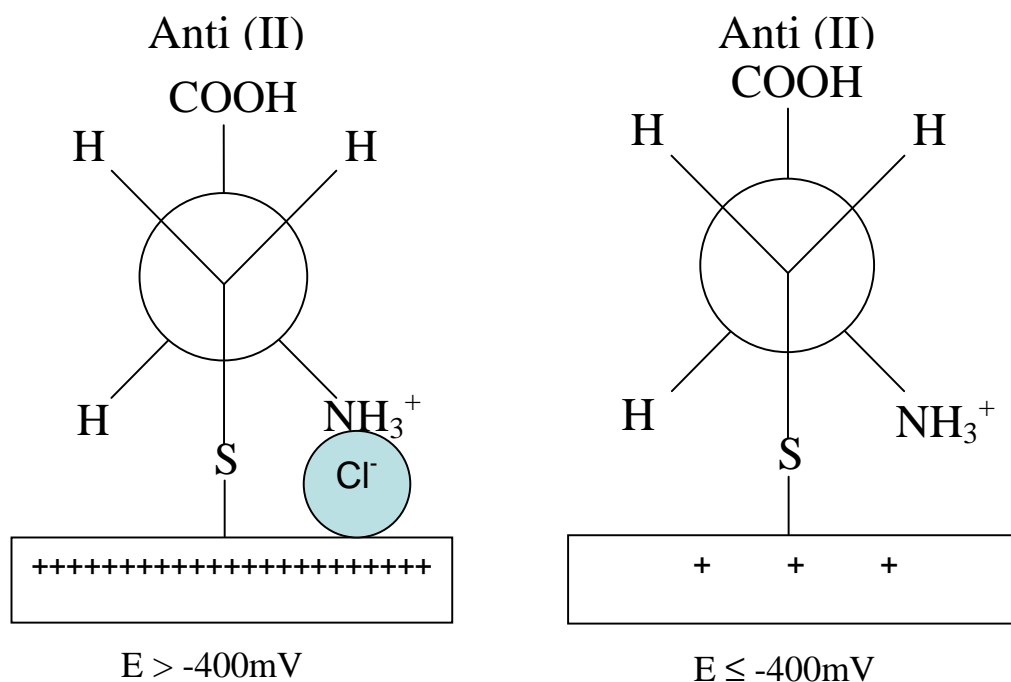 Anti (II)
COOH
H H
H NH₃⁺
S
Cl⁻
+++++++++++++++++++++++
E > -400mV
Anti (II)
COOH
H H
H NH₃⁺
S
+ + +
E ≤ -400mV